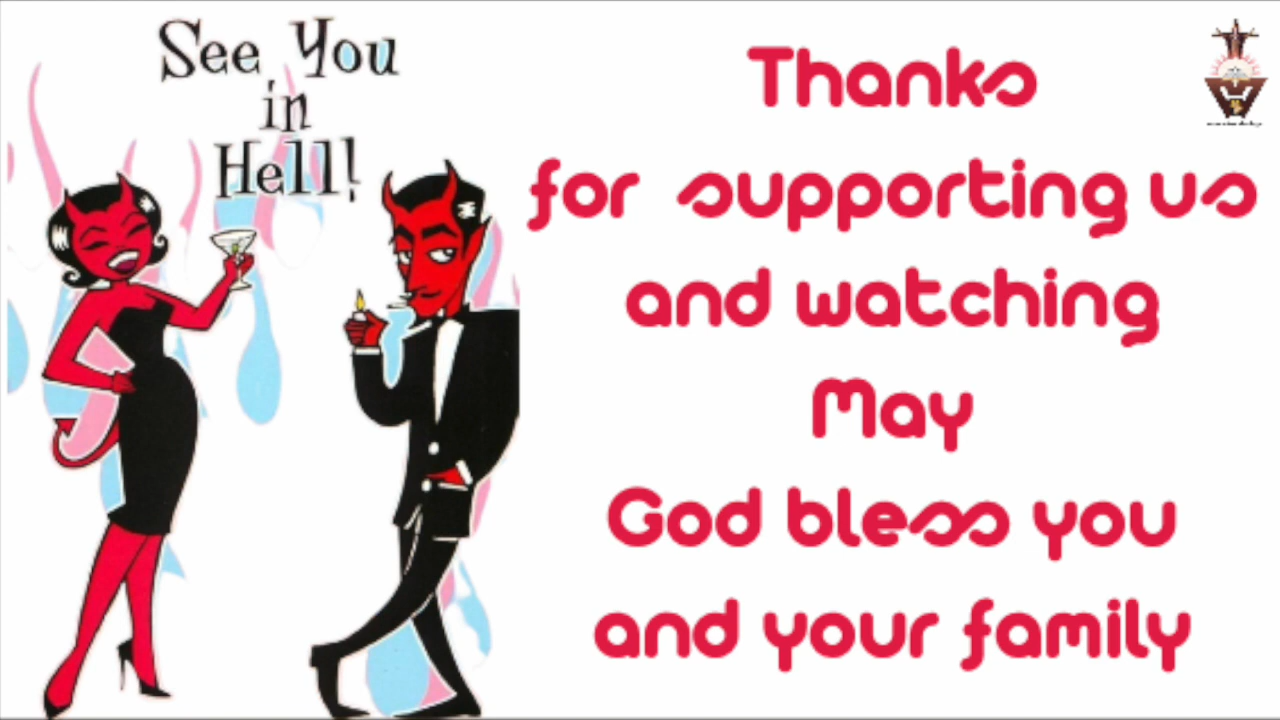 See You
in
Hell!
Thanks
for supporting us
and watching
May
God bless you
and your family